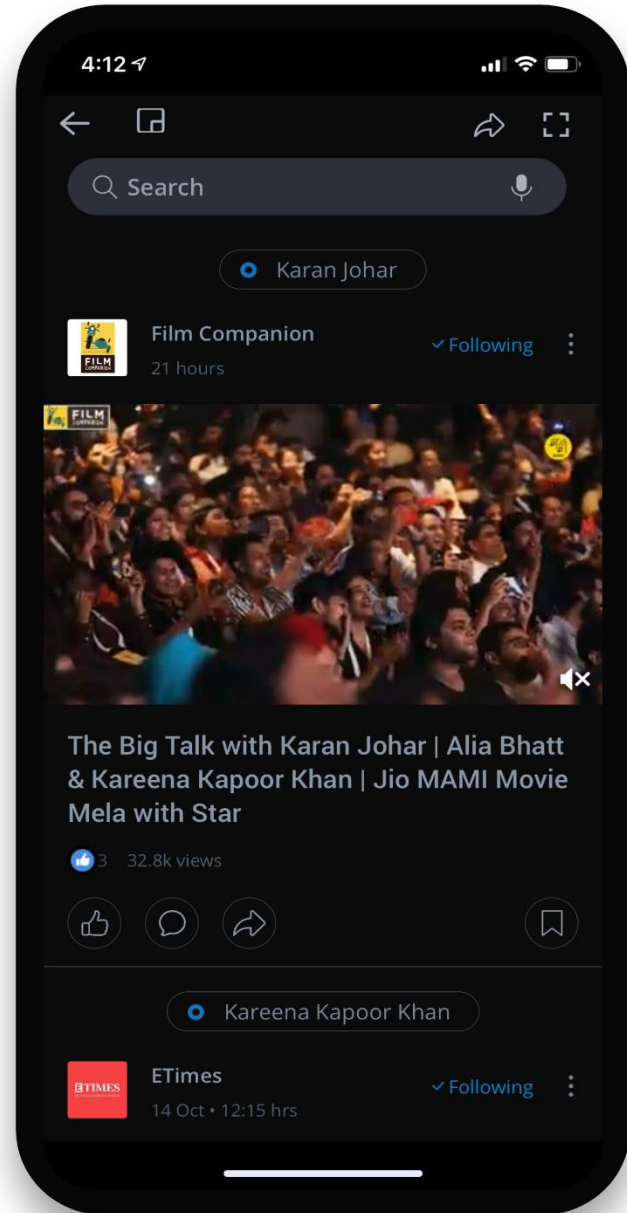 4:12
Search
Karan Johar
FILM
COMPANION
Film Companion
21 hours
Following
FILM
COMPANION
The Big Talk with Karan Johar | Alia Bhatt
& Kareena Kapoor Khan | Jio MAMI Movie
Mela with Star
3 32.8k views
Kareena Kapoor Khan
ETIMES
ETimes
14 Oct • 12:15 hrs
Following